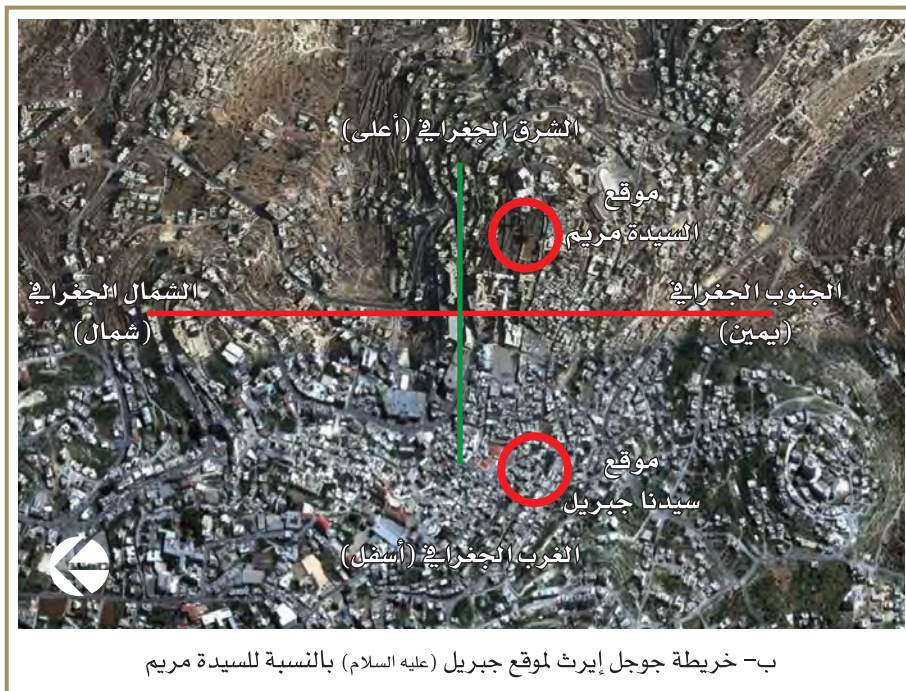 الشرق الجغرافي (أعلى)
موقع
السيدة مريم
الجنوب الجغرافي
(يمين)
الشمال الجغرافي
(شمال)
موقع
سيدنا جبريل
الغرب الجغرافي (أسفل)
ب- خريطة جوجل إيرث لموقع جبريل (عليه السلام) بالنسبة للسيدة مريم